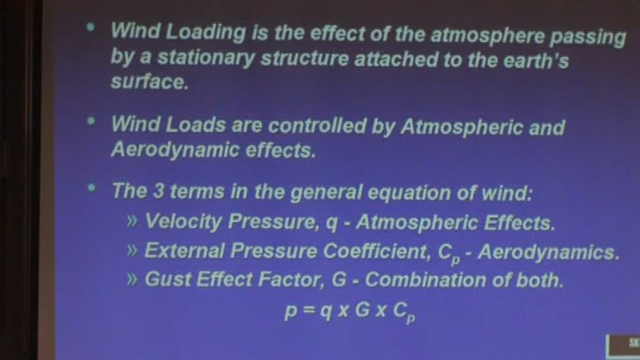 • Wind Loading is the effect of the atmosphere passing
by a stationary structure attached to the earth's
surface.
• Wind Loads are controlled by Atmospheric and
Aerodynamic effects.
• The 3 terms in the general equation of wind:
» Velocity Pressure, q - Atmospheric Effects.
» External Pressure Coefficient, Cp - Aerodynamics.
» Gust Effect Factor, G - Combination of both.
p = q x G x Cp